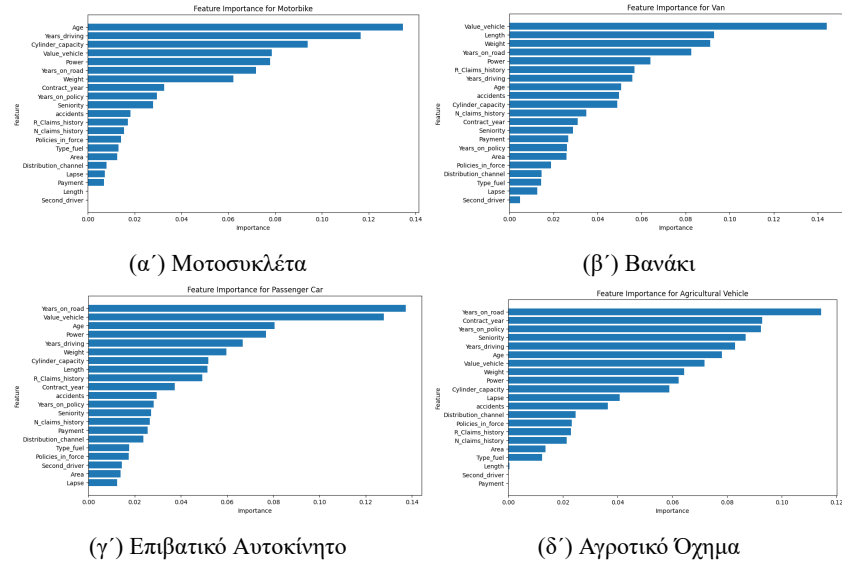 Feature Importance for Motorbike
Feature
Age
Years_driving
Cylinder_capacity
Value_vehicle
Power
Years_on_road
Weight
Contract_year
Years_on_policy
Seniority
accidents
R_Claims_history
N_claims_history
Policies_in_force
Type_fuel
Area
Distribution_channel
Lapse
Payment
Length
Second_driver
0.00 0.02 0.04 0.06 0.08 0.10 0.12 0.14
Importance
(α΄) Μοτοσυκλέτα
Feature Importance for Van
Feature
Value_vehicle
Length
Weight
Years_on_road
Power
R_Claims_history
Years_driving
Age
accidents
Cylinder_capacity
N_claims_history
Contract_year
Seniority
Payment
Years_on_policy
Area
Policies_in_force
Distribution_channel
Type_fuel
Lapse
Second_driver
0.00 0.02 0.04 0.06 0.08 0.10 0.12 0.14
Importance
(β΄) Βανάκι
Feature Importance for Passenger Car
Feature
Years_on_road
Value_vehicle
Age
Power
Years_driving
Weight
Cylinder_capacity
Length
R_Claims_history
Contract_year
accidents
Years_on_policy
Seniority
N_claims_history
Payment
Distribution_channel
Type_fuel
Policies_in_force
Second_driver
Area
Lapse
0.00 0.02 0.04 0.06 0.08 0.10 0.12 0.14
Importance
(γ΄) Επιβατικό Αυτοκίνητο
Feature Importance for Agricultural Vehicle
Feature
Years_on_road
Contract_year
Years_on_policy
Seniority
Years_driving
Age
Value_vehicle
Weight
Power
Cylinder_capacity
Lapse
accidents
Distribution_channel
Policies_in_force
R_Claims_history
N_claims_history
Area
Type_fuel
Length
Second_driver
Payment
0.00 0.02 0.04 0.06 0.08 0.10 0.12
Importance
(δ΄) Αγροτικό Όχημα